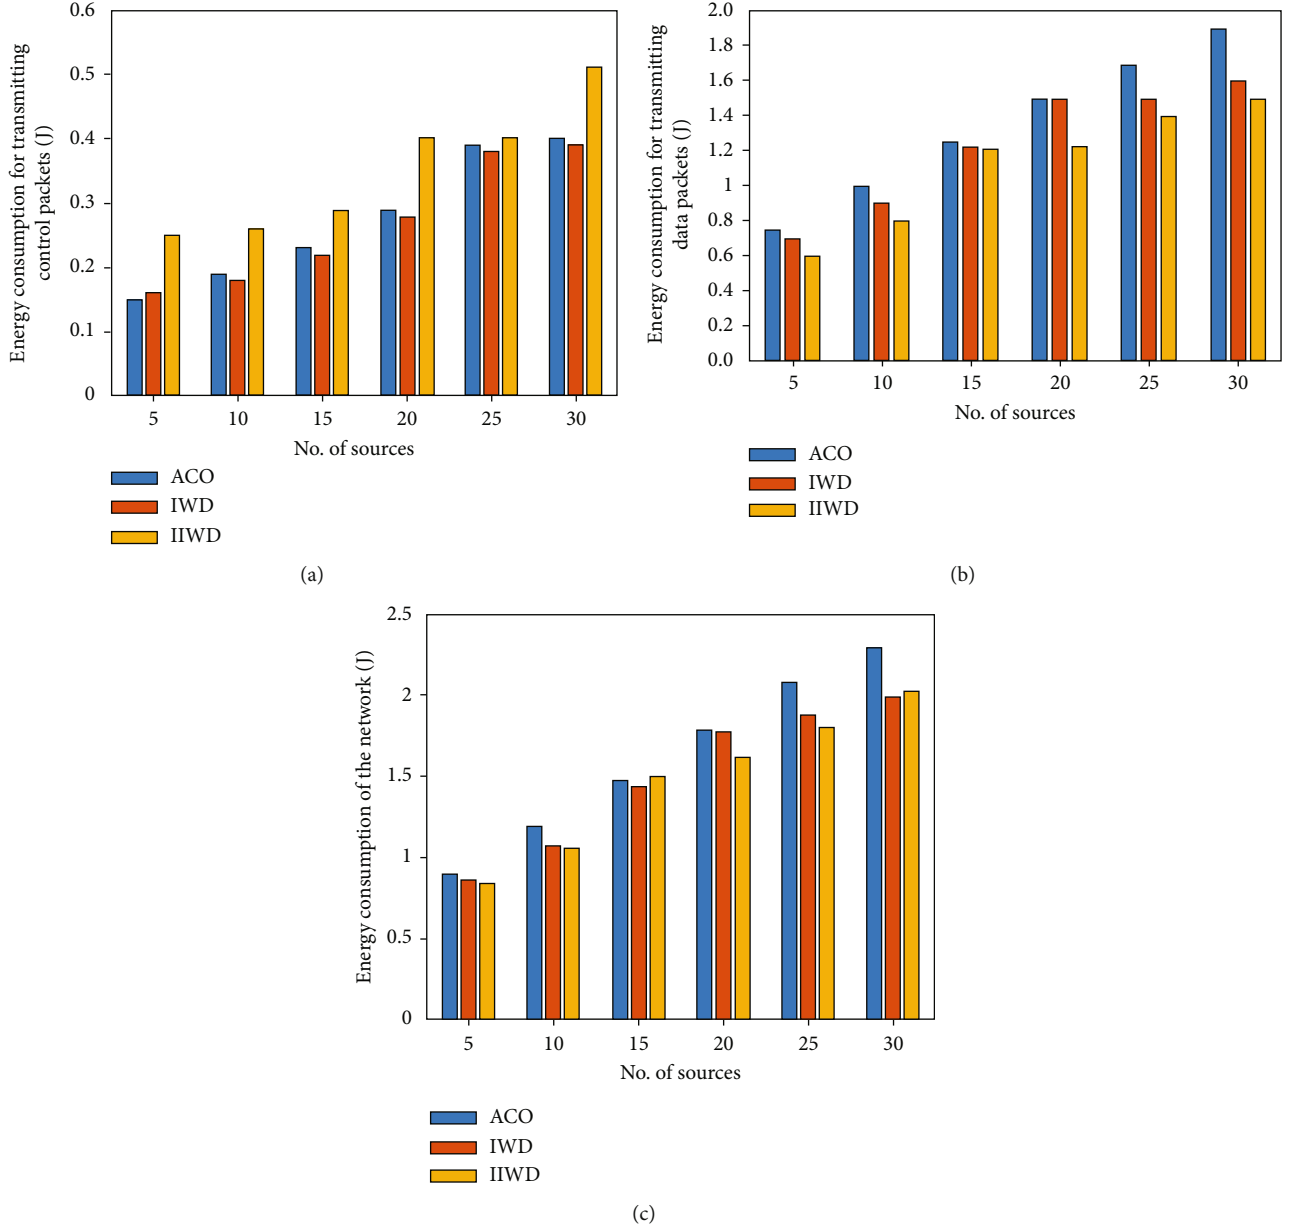 Energy consumption for transmitting
control packets (J)
0.6
0.5
0.4
0.3
0.2
0.1
0
5 10 15 20 25 30
No. of sources
ACO
IWD
IIWD
(a)
Energy consumption for transmitting
data packets (J)
2.0
1.8
1.6
1.4
1.2
1
0.8
0.6
0.4
0.2
0.0
5 10 15 20 25 30
No. of sources
ACO
IWD
IIWD
(b)
Energy consumption of the network (J)
2.5
2
1.5
1
0.5
0
5 10 15 20 25 30
No. of sources
ACO
IWD
IIWD
(c)